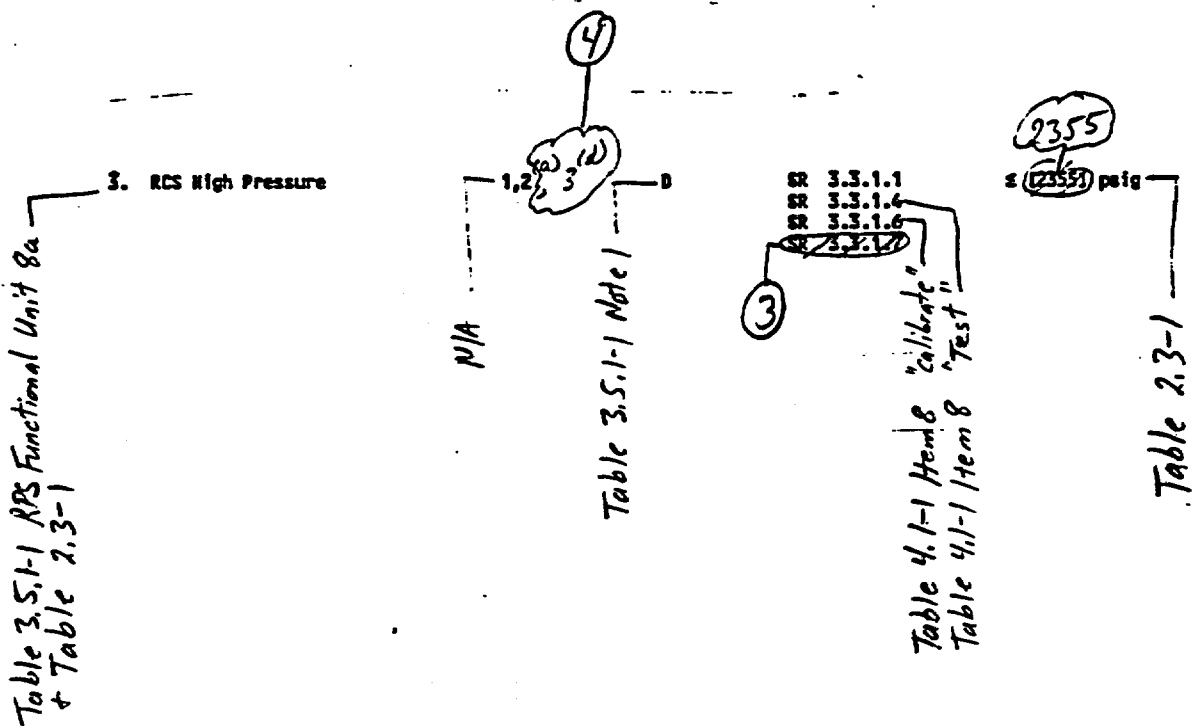 4
2355
3. RCS High Pressure 1,2(a), 3(d) D SR 3.3.1.1 ≤ [2355] psig
SR 3.3.1.4
SR 3.3.1.6
SR 3.3.1.7
3
Table 3.5.1-1 RPS Functional Unit 8a
+ Table 2.3-1
N/A
Table 3.5.1-1 Note 1
Table 4.1-1 Item 8 "Calibrate"
Table 4.1-1 Item 8 "Test"
Table 2.3-1